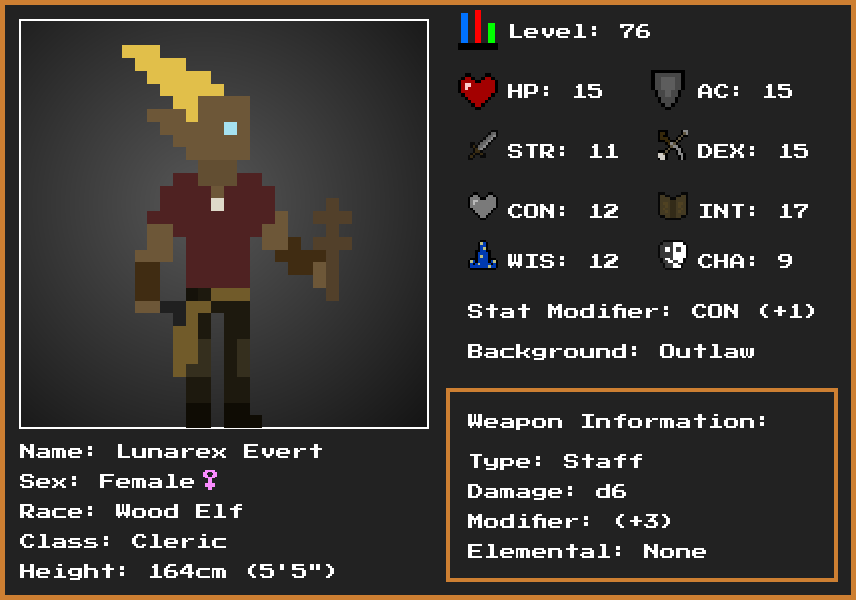 Level: 76
HP: 15 AC: 15
STR: 11 DEX: 15
CON: 12 INT: 17
WIS: 12 CHA: 9
Stat Modifier: CON (+1)
Background: Outlaw
Weapon Information:
Type: Staff
Damage: d6
Modifier: (+3)
Elemental: None
Name: Lunarex Evert
Sex: Female♀
Race: Wood Elf
Class: Cleric
Height: 164cm (5'5")